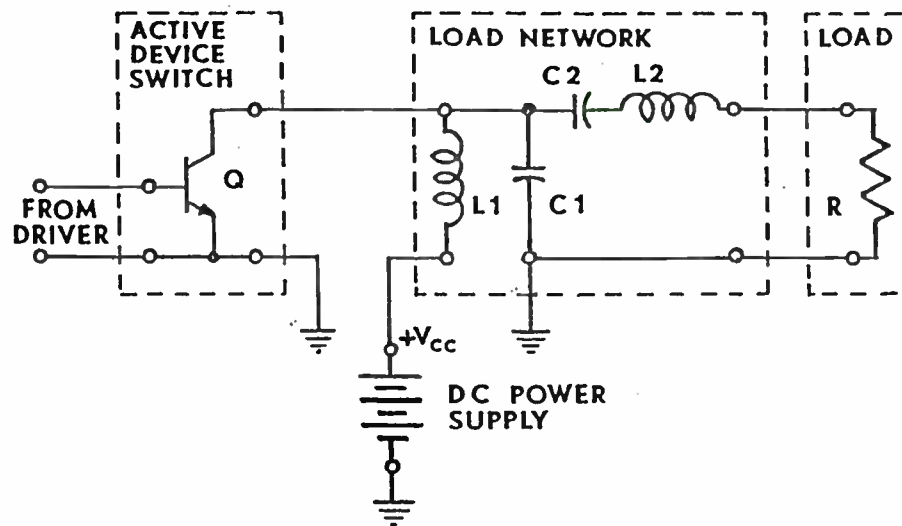 ACTIVE
DEVICE
SWITCH
LOAD NETWORK
LOAD
C2
L2
Q
L1
C1
R
FROM
DRIVER
+Vcc
DC POWER
SUPPLY